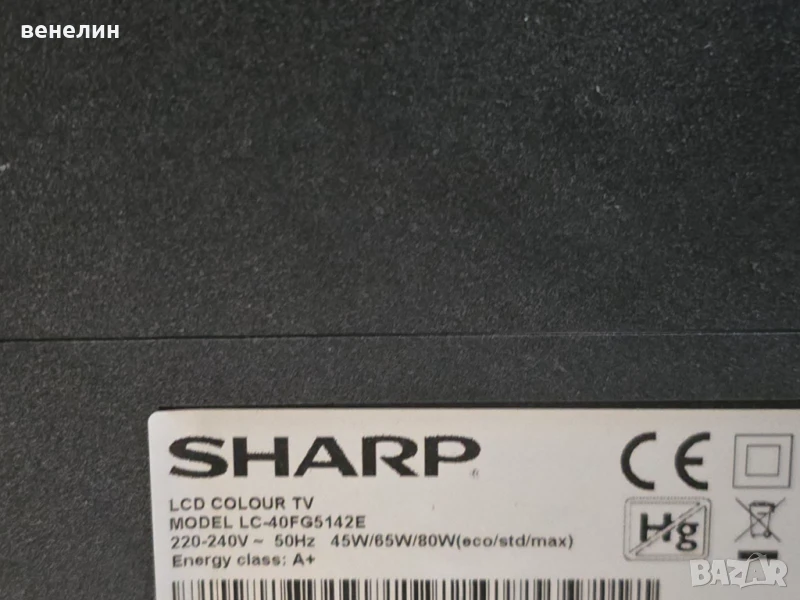 венелин
SHARP
CE
LCD COLOUR TV
MODEL LC-40FG5142E
220-240V ~ 50Hz 45W/65W/80W(eco/std/max)
Hg
Energy class: A+
BAZAR